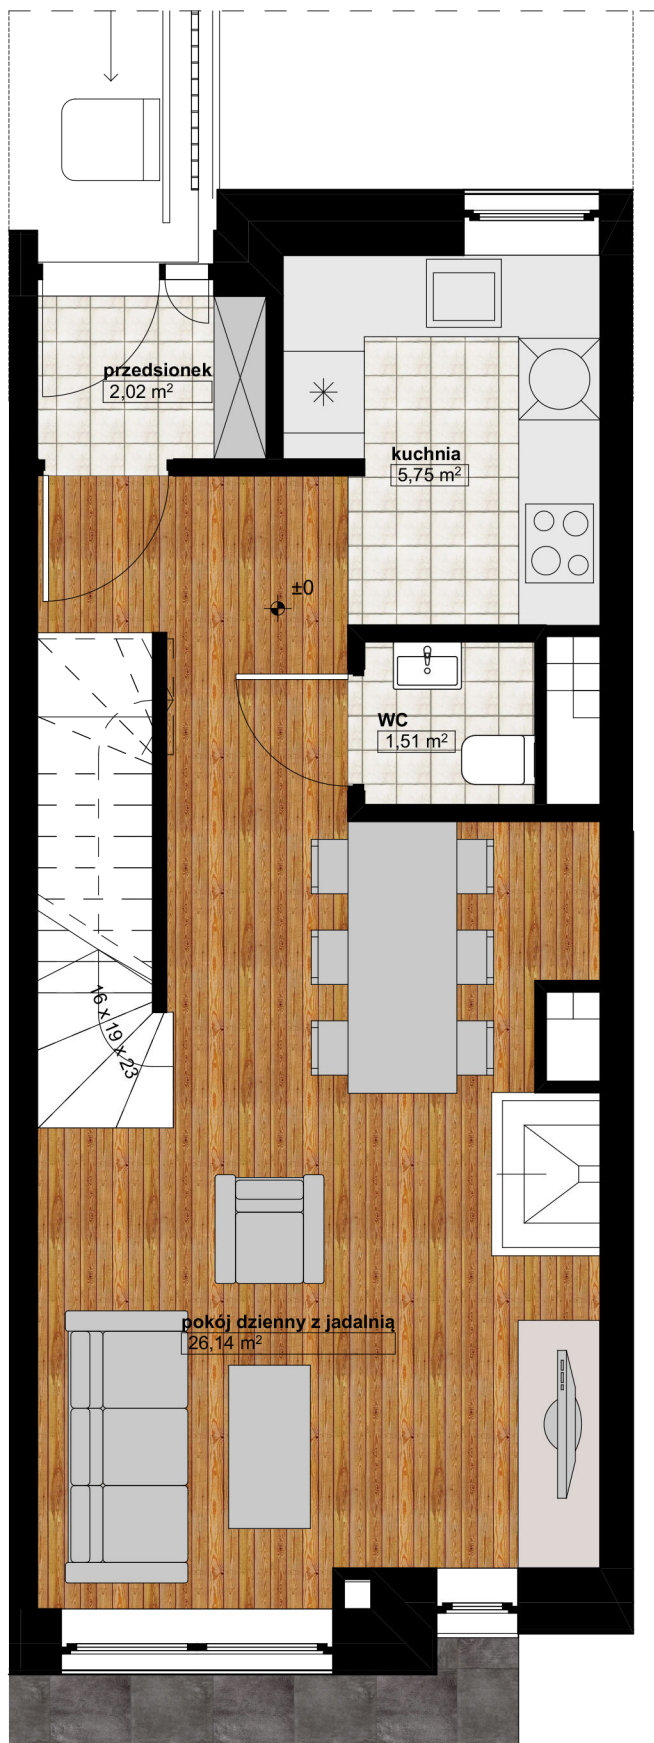 przedsionek
2,02 m²
kuchnia
5,75 m²
±0
WC
1,51 m²
16 x 19 x 23
pokój dzienny z jadalnią
26,14 m²